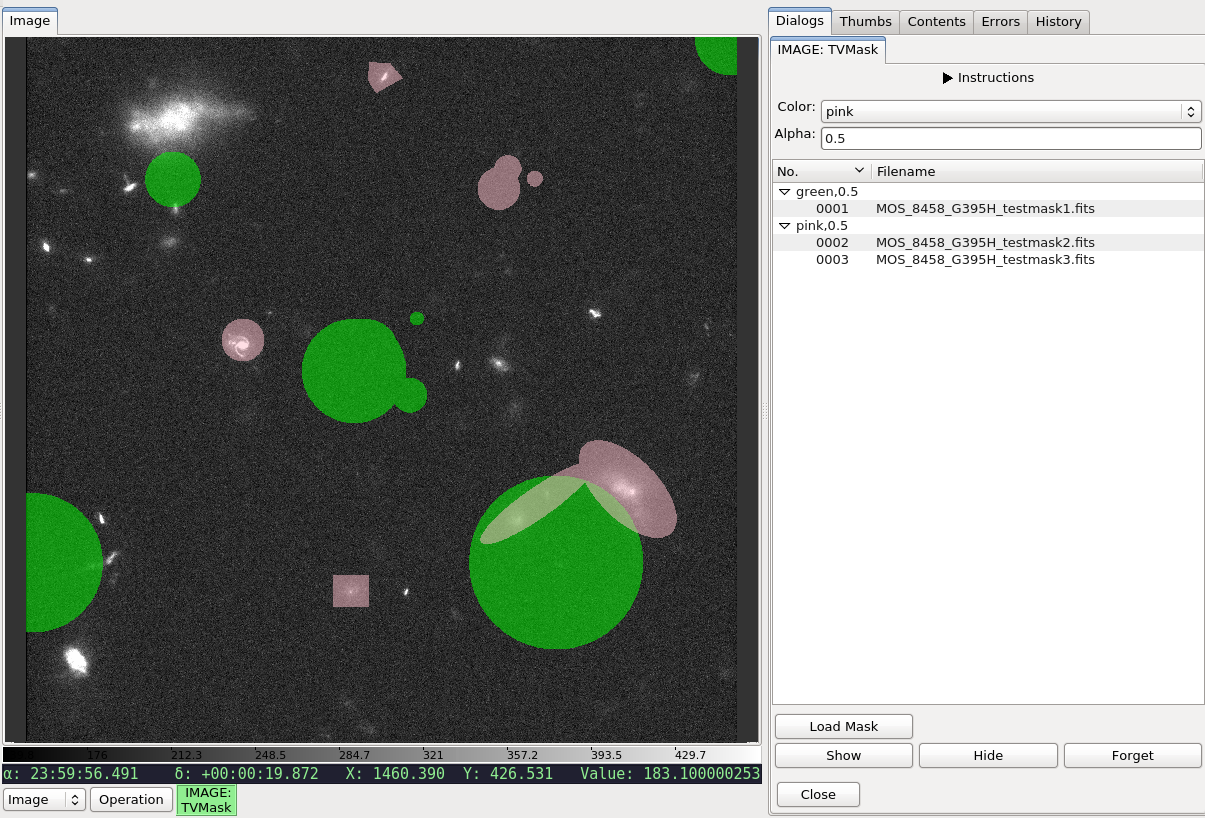 Image
Dialogs Thumbs Contents Errors History
IMAGE: TVMask
Instructions
Color: pink
Alpha: 0.5
No. Filename
green,0.5
0001 MOS_8458_G395H_testmask1.fits
pink,0.5
0002 MOS_8458_G395H_testmask2.fits
0003 MOS_8458_G395H_testmask3.fits
Load Mask
Show Hide Forget
Close
176 212.3 248.5 284.7 321 357.2 393.5 429.7
α: 23:59:56.491 δ: +00:00:19.872 X: 1460.390 Y: 426.531 Value: 183.100000253
Image Operation IMAGE:
TVMask